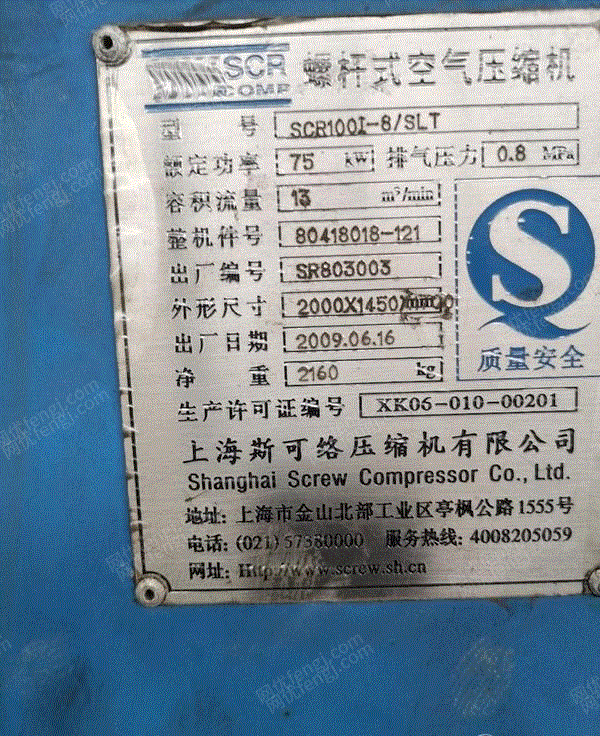 SCR COMP 螺杆式空气压缩机
型 号 SCR100I-8/SLT
额定功率 75 kW 排气压力 0.8 MPa
容积流量 13 m³/min
整机件号 80418018-121
出厂编号 SR803003
外形尺寸 2000X1450X
出厂日期 2009.06.16
净 重 2160 kg
质量安全
生产许可证编号 XK06-010-00201
上海斯可络压缩机有限公司
Shanghai Screw Compressor Co., Ltd.
地址: 上海市金山北部工业区亭枫公路1555号
电话: (021) 57380000 服务热线: 4008205059
网址: Http://www.screw.sh.cn